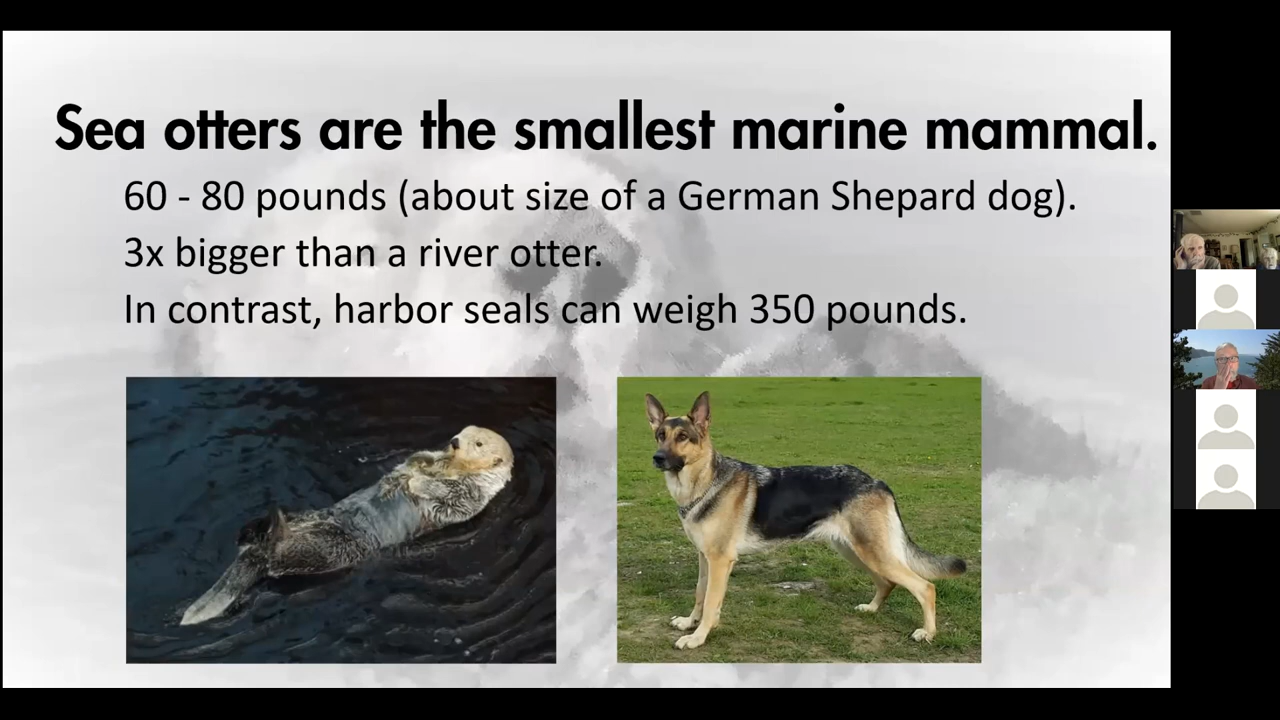 Sea otters are the smallest marine mammal.
60 - 80 pounds (about size of a German Shepard dog).
3x bigger than a river otter.
In contrast, harbor seals can weigh 350 pounds.